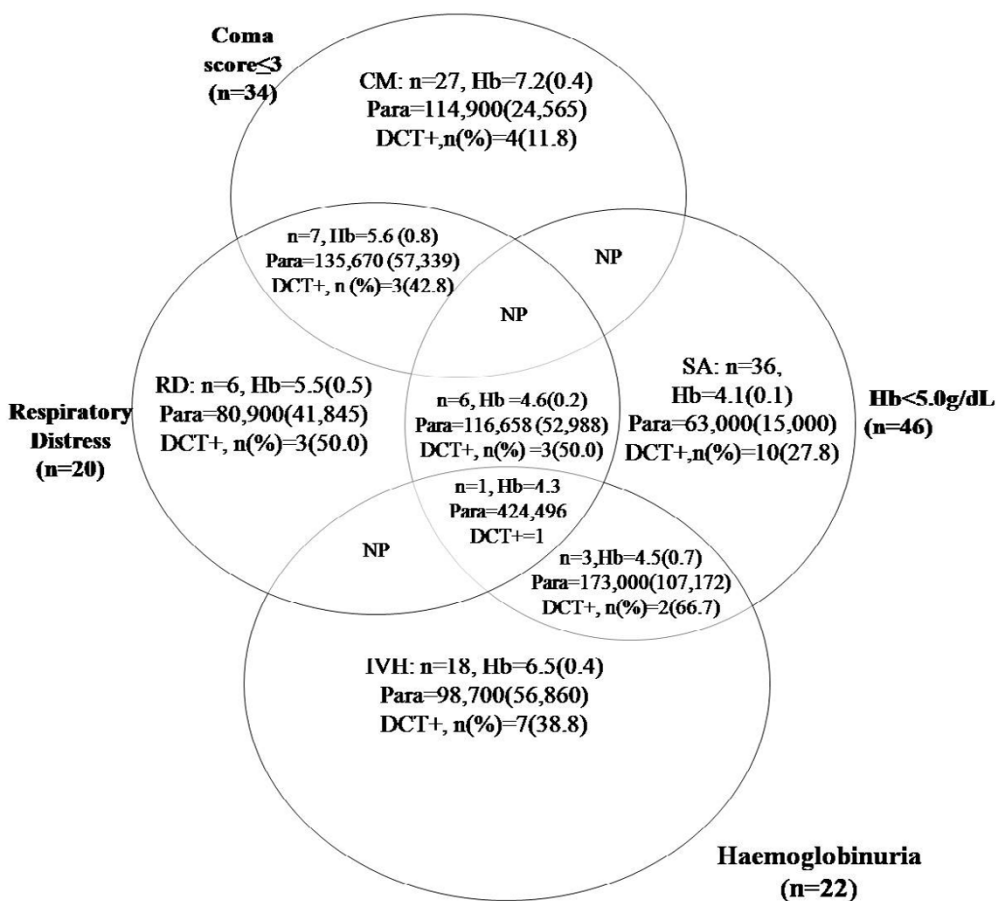 Coma
score≤3
(n=34)
CM: n=27, Hb=7.2(0.4)
Para=114,900(24,565)
DCT+,n(%)=4(11.8)
n=7, Hb=5.6 (0.8)
Para=135,670 (57,339)
DCT+, n (%)=3(42.8)
NP
NP
RD: n=6, Hb=5.5(0.5)
Para=80,900(41,845)
DCT+, n(%)=3(50.0)
Respiratory
Distress
(n=20)
n=6, Hb =4.6(0.2)
Para=116,658 (52,988)
DCT+, n(%) =3(50.0)
SA: n=36,
Hb=4.1(0.1)
Para=63,000(15,000)
DCT+,n(%)=10(27.8)
Hb<5.0g/dL
(n=46)
n=1, Hb=4.3
Para=424,496
DCT+=1
NP
n=3,Hb=4.5(0.7)
Para=173,000(107,172)
DCT+, n(%)=2(66.7)
IVH: n=18, Hb=6.5(0.4)
Para=98,700(56,860)
DCT+, n(%)=7(38.8)
Haemoglobinuria
(n=22)